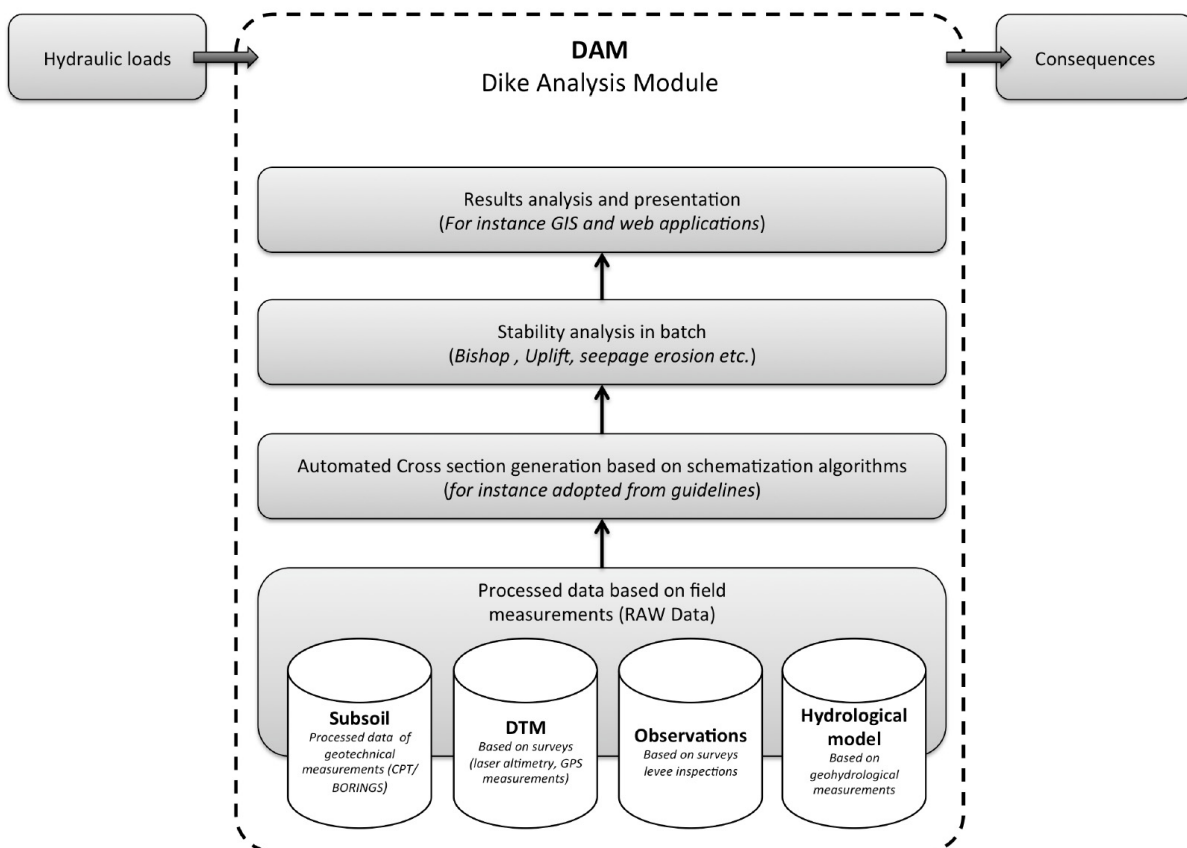 Hydraulic loads
DAM
Dike Analysis Module
Consequences
Results analysis and presentation
(For instance GIS and web applications)
Stability analysis in batch
(Bishop , Uplift, seepage erosion etc.)
Automated Cross section generation based on schematization algorithms
(for instance adopted from guidelines)
Processed data based on field
measurements (RAW Data)
Subsoil
Processed data of
geotechnical
measurements (CPT/
BORINGS)
DTM
Based on surveys
(laser altimetry, GPS
measurements)
Observations
Based on surveys
levee inspections
Hydrological
model
Based on
geohydrological
measurements